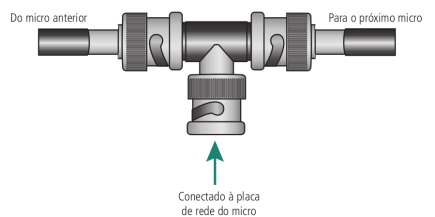 Do micro anterior
Para o próximo micro
Conectado à placa
de rede do micro